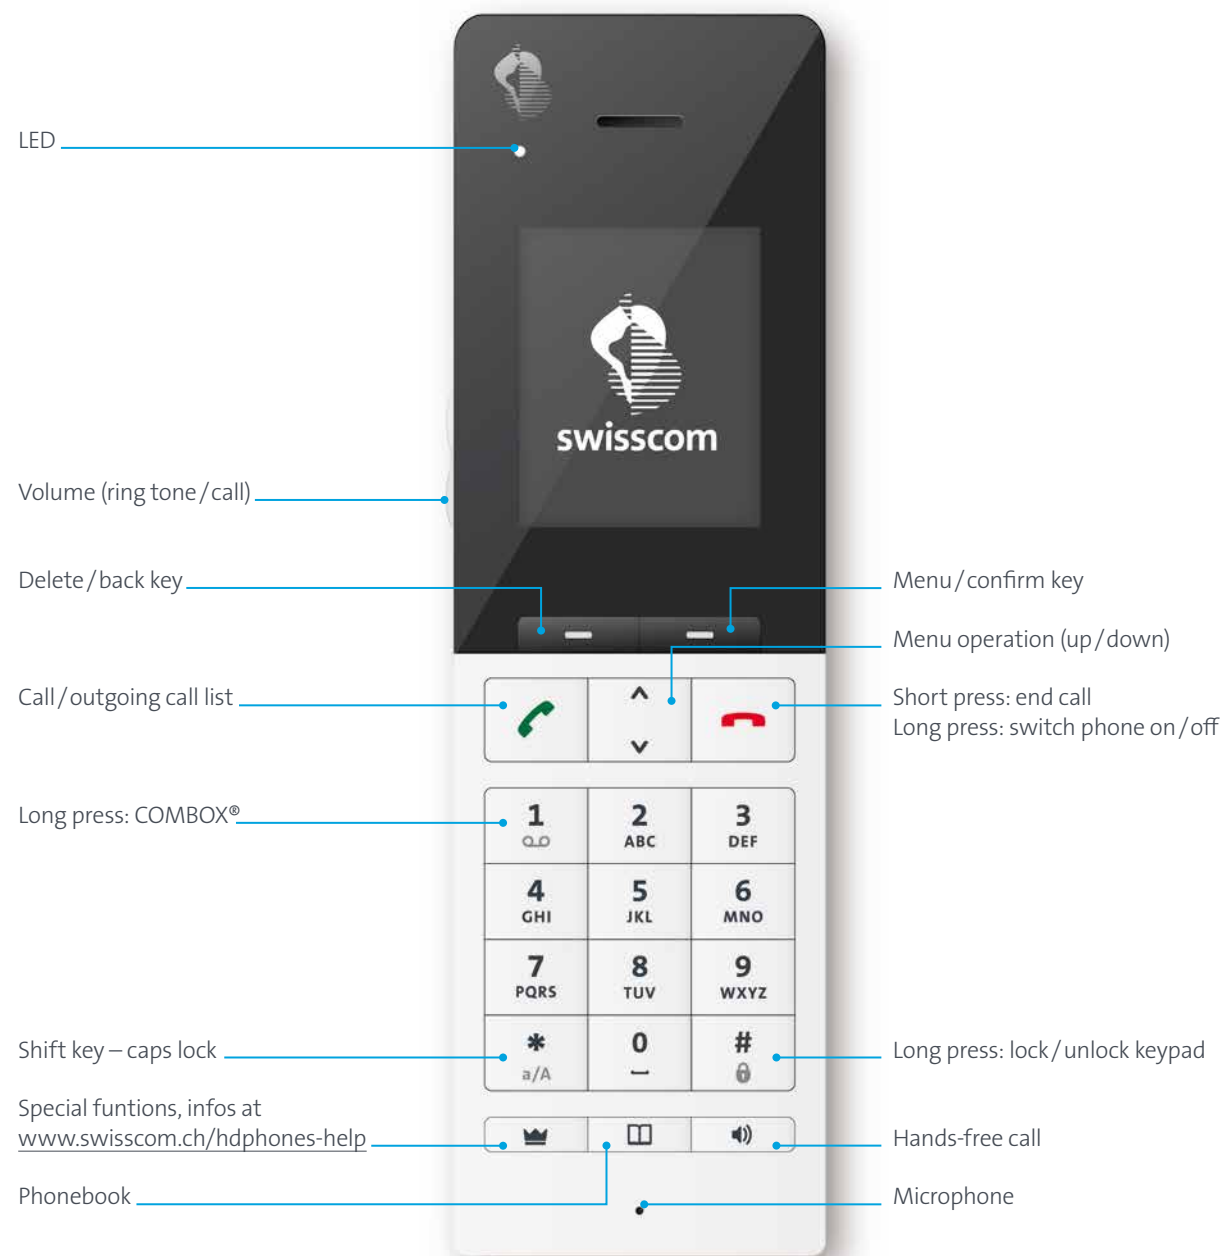 LED
swisscom
Volume (ring tone/call)
Delete/back key
Menu/confirm key
Menu operation (up/down)
Call/outgoing call list
Short press: end call
Long press: switch phone on/off
Long press: COMBOX®
1 2 3
ABC DEF
4 5 6
GHI JKL MNO
7 8 9
PQRS TUV WXYZ
Shift key – caps lock
* 0 #
a/A
Long press: lock/unlock keypad
Special funtions, infos at
www.swisscom.ch/hdphones-help
Hands-free call
Phonebook
Microphone